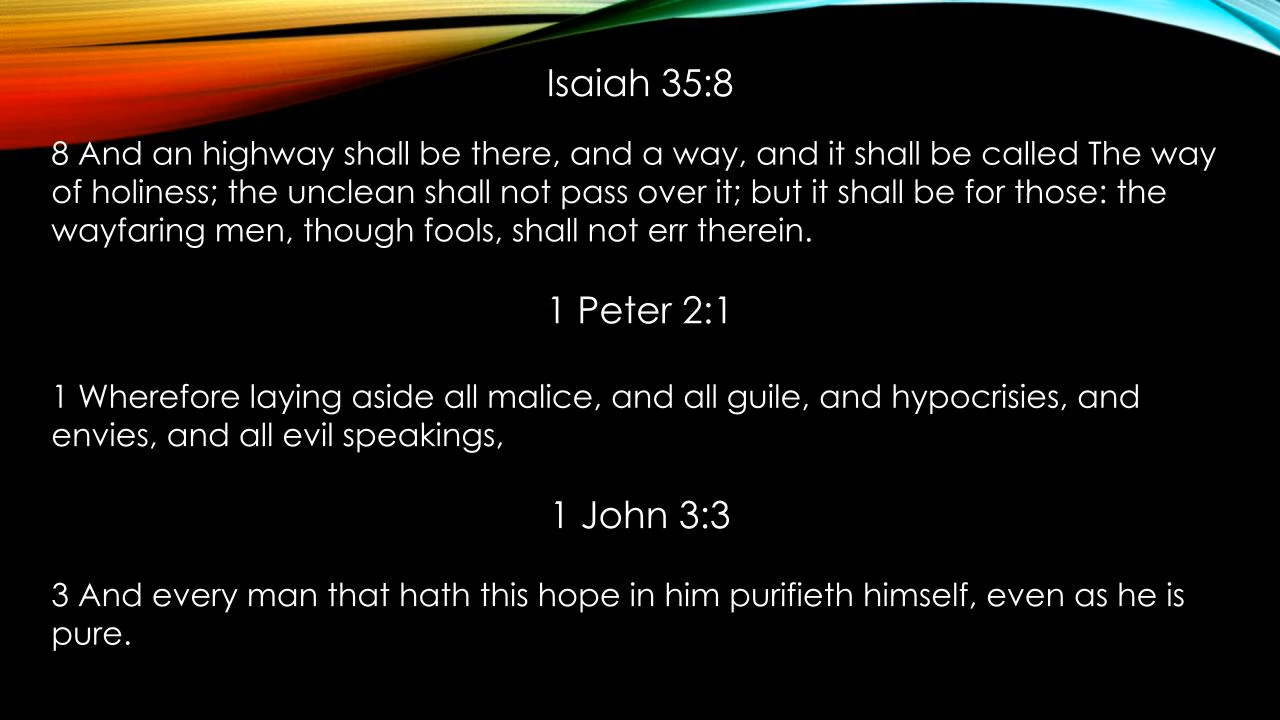 Isaiah 35:8
8 And an highway shall be there, and a way, and it shall be called The way
of holiness; the unclean shall not pass over it; but it shall be for those: the
wayfaring men, though fools, shall not err therein.
1 Peter 2:1
1 Wherefore laying aside all malice, and all guile, and hypocrisies, and
envies, and all evil speakings,
1 John 3:3
3 And every man that hath this hope in him purifieth himself, even as he is
pure.